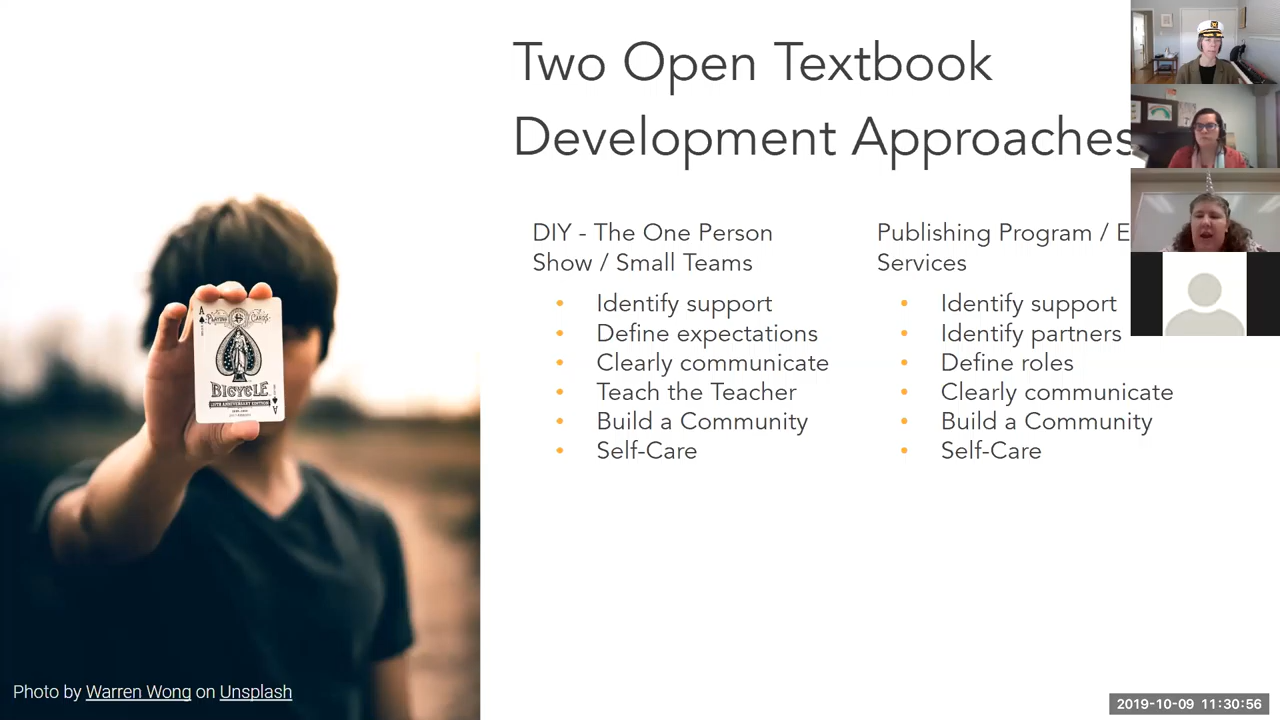 Two Open Textbook
Development Approaches
DIY - The One Person
Show / Small Teams
• Identify support
• Define expectations
• Clearly communicate
• Teach the Teacher
• Build a Community
• Self-Care
Publishing Program /
Services
• Identify support
• Identify partners
• Define roles
• Clearly communicate
• Build a Community
• Self-Care
A
BICYCLE
A
Photo by Warren Wong on Unsplash
2019-10-09 11:30:56